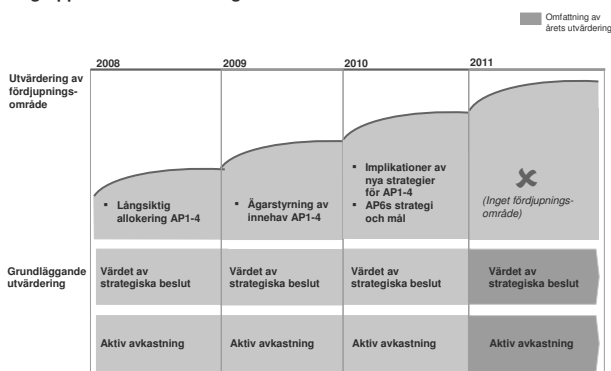 Omfattning av
årets utvärdering
2008
2009
2010
2011
Utvärdering av
fördjupnings-
område
▪ Långsiktig
allokering AP1-4
▪ Ägarstyrning av
innehav AP1-4
▪ Implikationer av
nya strategier
för AP1-4
▪ AP6s strategi
och mål
(Inget fördjupnings-
område)
Grundläggande
utvärdering
Värdet av
strategiska beslut
Värdet av
strategiska beslut
Värdet av
strategiska beslut
Värdet av
strategiska beslut
Aktiv avkastning
Aktiv avkastning
Aktiv avkastning
Aktiv avkastning